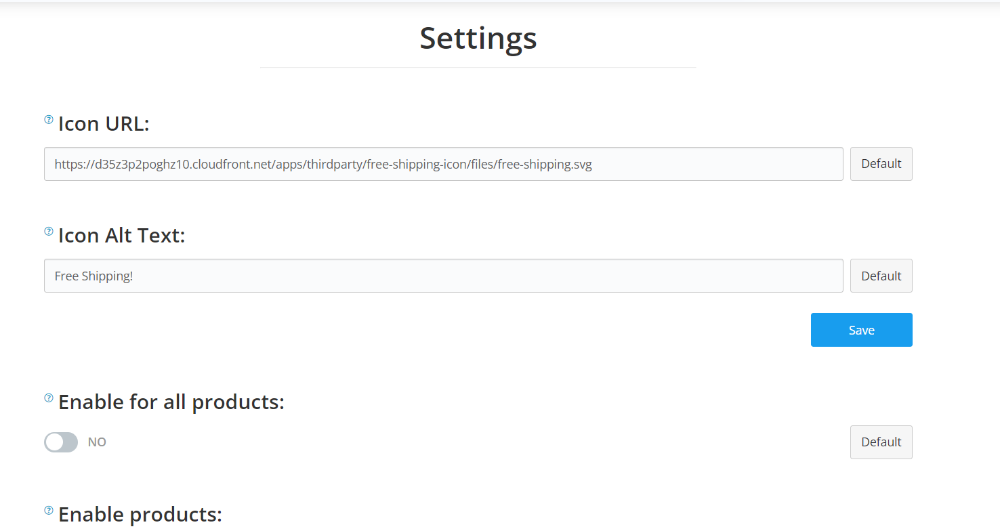 Settings
? Icon URL:
https://d35z3p2poghz10.cloudfront.net/apps/thirdparty/free-shipping-icon/files/free-shipping.svg
Default
? Icon Alt Text:
Free Shipping!
Default
Save
? Enable for all products:
NO
Default
? Enable products: